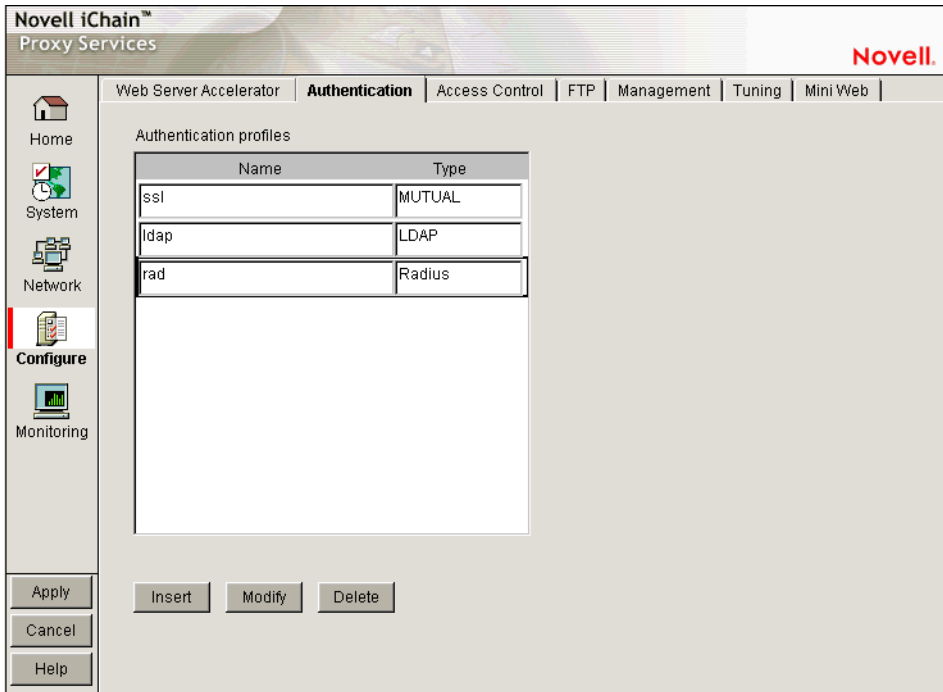 Novell iChain™
Proxy Services
Novell.
Web Server Accelerator Authentication Access Control FTP Management Tuning Mini Web
Home
System
Network
Configure
Monitoring
Authentication profiles
Name Type
ssl MUTUAL
ldap LDAP
rad Radius
Insert Modify Delete
Apply
Cancel
Help